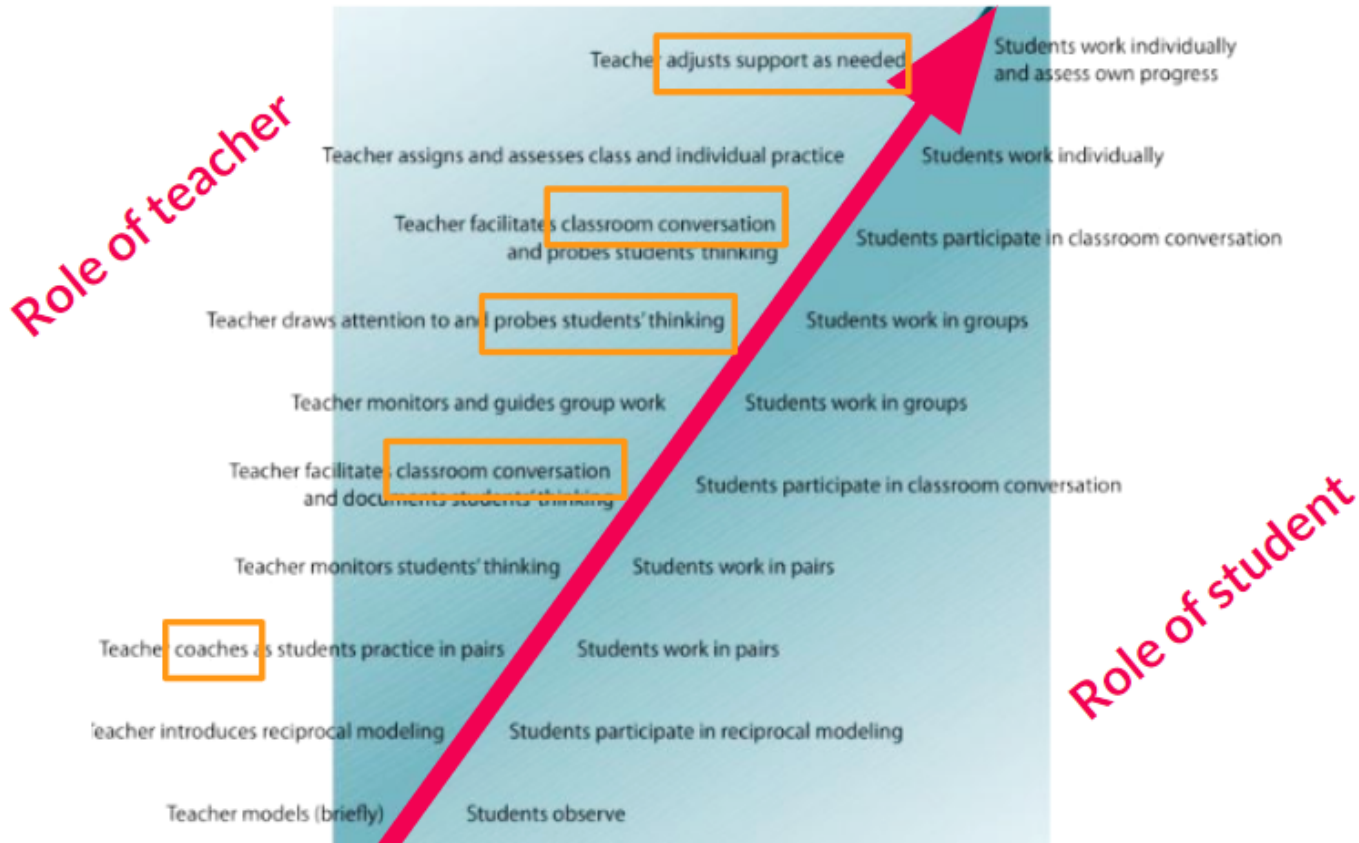 Role of teacher
Role of student
Teacher adjusts support as needed
Students work individually
and assess own progress
Teacher assigns and assesses class and individual practice
Students work individually
Teacher facilitates classroom conversation
and probes students' thinking
Students participate in classroom conversation
Teacher draws attention to and probes students' thinking
Students work in groups
Teacher monitors and guides group work
Students work in groups
Teacher facilitates classroom conversation
and documents students' thinking
Students participate in classroom conversation
Teacher monitors students' thinking
Students work in pairs
Teacher coaches as students practice in pairs
Students work in pairs
Teacher introduces reciprocal modeling
Students participate in reciprocal modeling
Teacher models (briefly)
Students observe